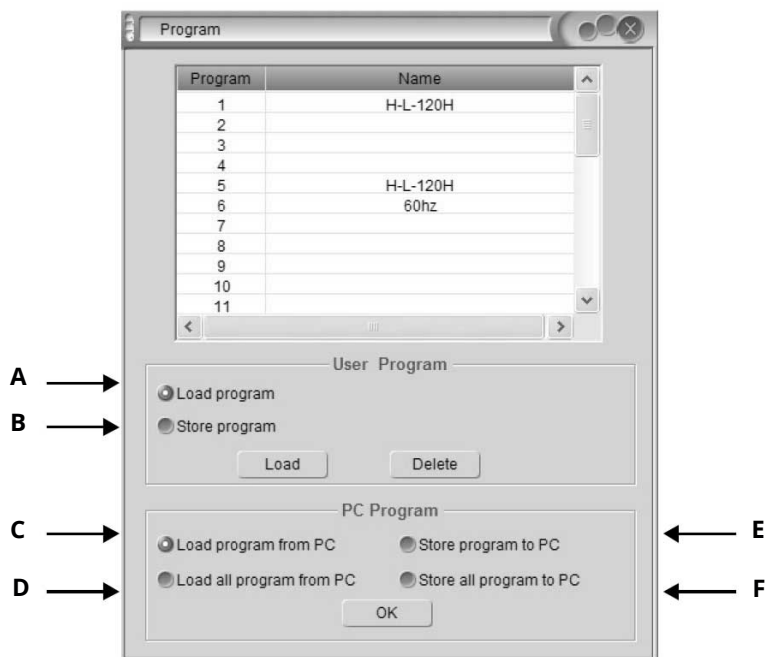 Program
Program Name
1 H-L-120H
2
3
4
5 H-L-120H
6 60hz
7
8
9
10
11
User Program
A Load program
B Store program
Load Delete
PC Program
C Load program from PC Store program to PC E
D Load all program from PC Store all program to PC F
OK